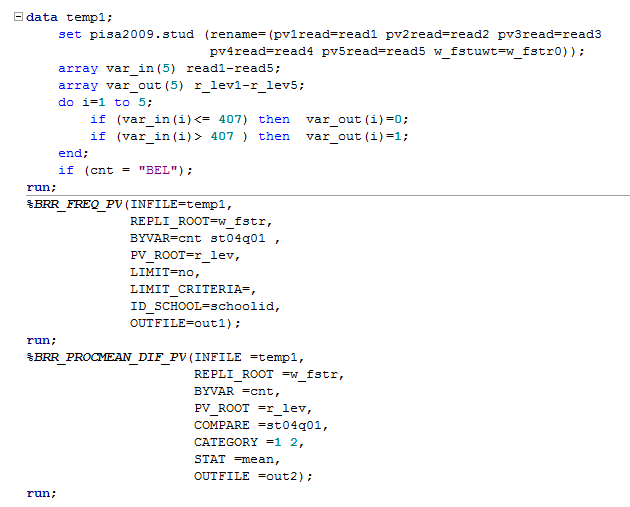 data temp1;
set pisa2009.stud (rename=(pv1read=read1 pv2read=read2 pv3read=read3
pv4read=read4 pv5read=read5 w_fstuwt=w_fstr0));
array var_in(5) read1-read5;
array var_out(5) r_lev1-r_lev5;
do i=1 to 5;
if (var_in(i)<= 407) then  var_out(i)=0;
if (var_in(i)> 407 ) then  var_out(i)=1;
end;
if (cnt = "BEL");
run;
%BRR_FREQ_PV(INFILE=temp1,
REPLI_ROOT=w_fstr,
BYVAR=cnt st04q01 ,
PV_ROOT=r_lev,
LIMIT=no,
LIMIT_CRITERIA=,
ID_SCHOOL=schoolid,
OUTFILE=out1);
run;
%BRR_PROCMEAN_DIF_PV(INFILE =temp1,
REPLI_ROOT =w_fstr,
BYVAR =cnt,
PV_ROOT =r_lev,
COMPARE =st04q01,
CATEGORY =1 2,
STAT =mean,
OUTFILE =out2);
run;